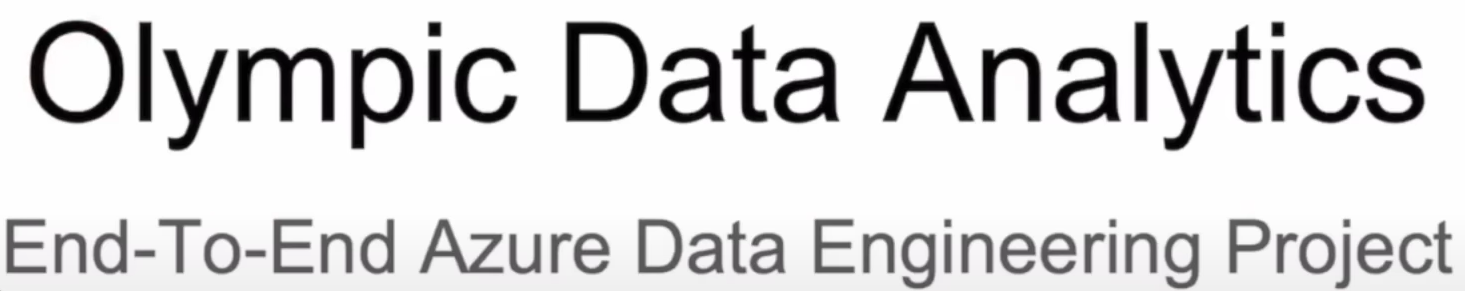 Olympic Data Analytics
End-To-End Azure Data Engineering Project